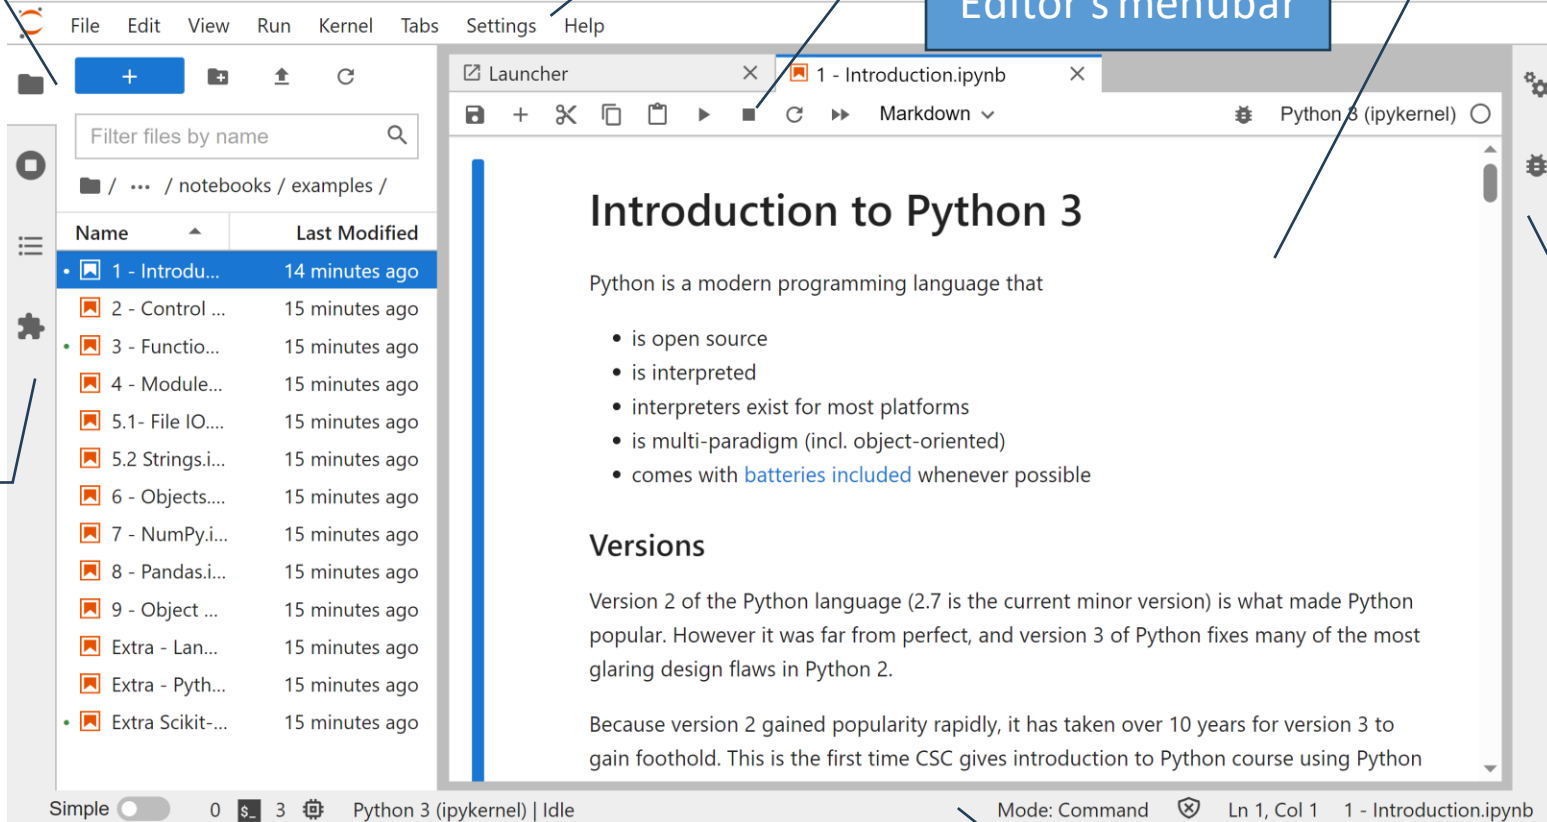 Editor's menubar
File Edit View Run Kernel Tabs Settings Help
+
Filter files by name
/ ··· / notebooks / examples /
Name Last Modified
1 - Introdu... 14 minutes ago
2 - Control ... 15 minutes ago
3 - Functio... 15 minutes ago
4 - Module... 15 minutes ago
5.1- File IO.... 15 minutes ago
5.2 Strings.i... 15 minutes ago
6 - Objects.... 15 minutes ago
7 - NumPy.i... 15 minutes ago
8 - Pandas.i... 15 minutes ago
9 - Object ... 15 minutes ago
Extra - Lan... 15 minutes ago
Extra - Pyth... 15 minutes ago
Extra Scikit-... 15 minutes ago
Launcher
1 - Introduction.ipynb
Markdown
Python 3 (ipykernel)
Introduction to Python 3
Python is a modern programming language that
• is open source
• is interpreted
• interpreters exist for most platforms
• is multi-paradigm (incl. object-oriented)
• comes with batteries included whenever possible
Versions
Version 2 of the Python language (2.7 is the current minor version) is what made Python
popular. However it was far from perfect, and version 3 of Python fixes many of the most
glaring design flaws in Python 2.
Because version 2 gained popularity rapidly, it has taken over 10 years for version 3 to
gain foothold. This is the first time CSC gives introduction to Python course using Python
Simple 0 $_ 3 Python 3 (ipykernel) | Idle Mode: Command Ln 1, Col 1 1 - Introduction.ipynb